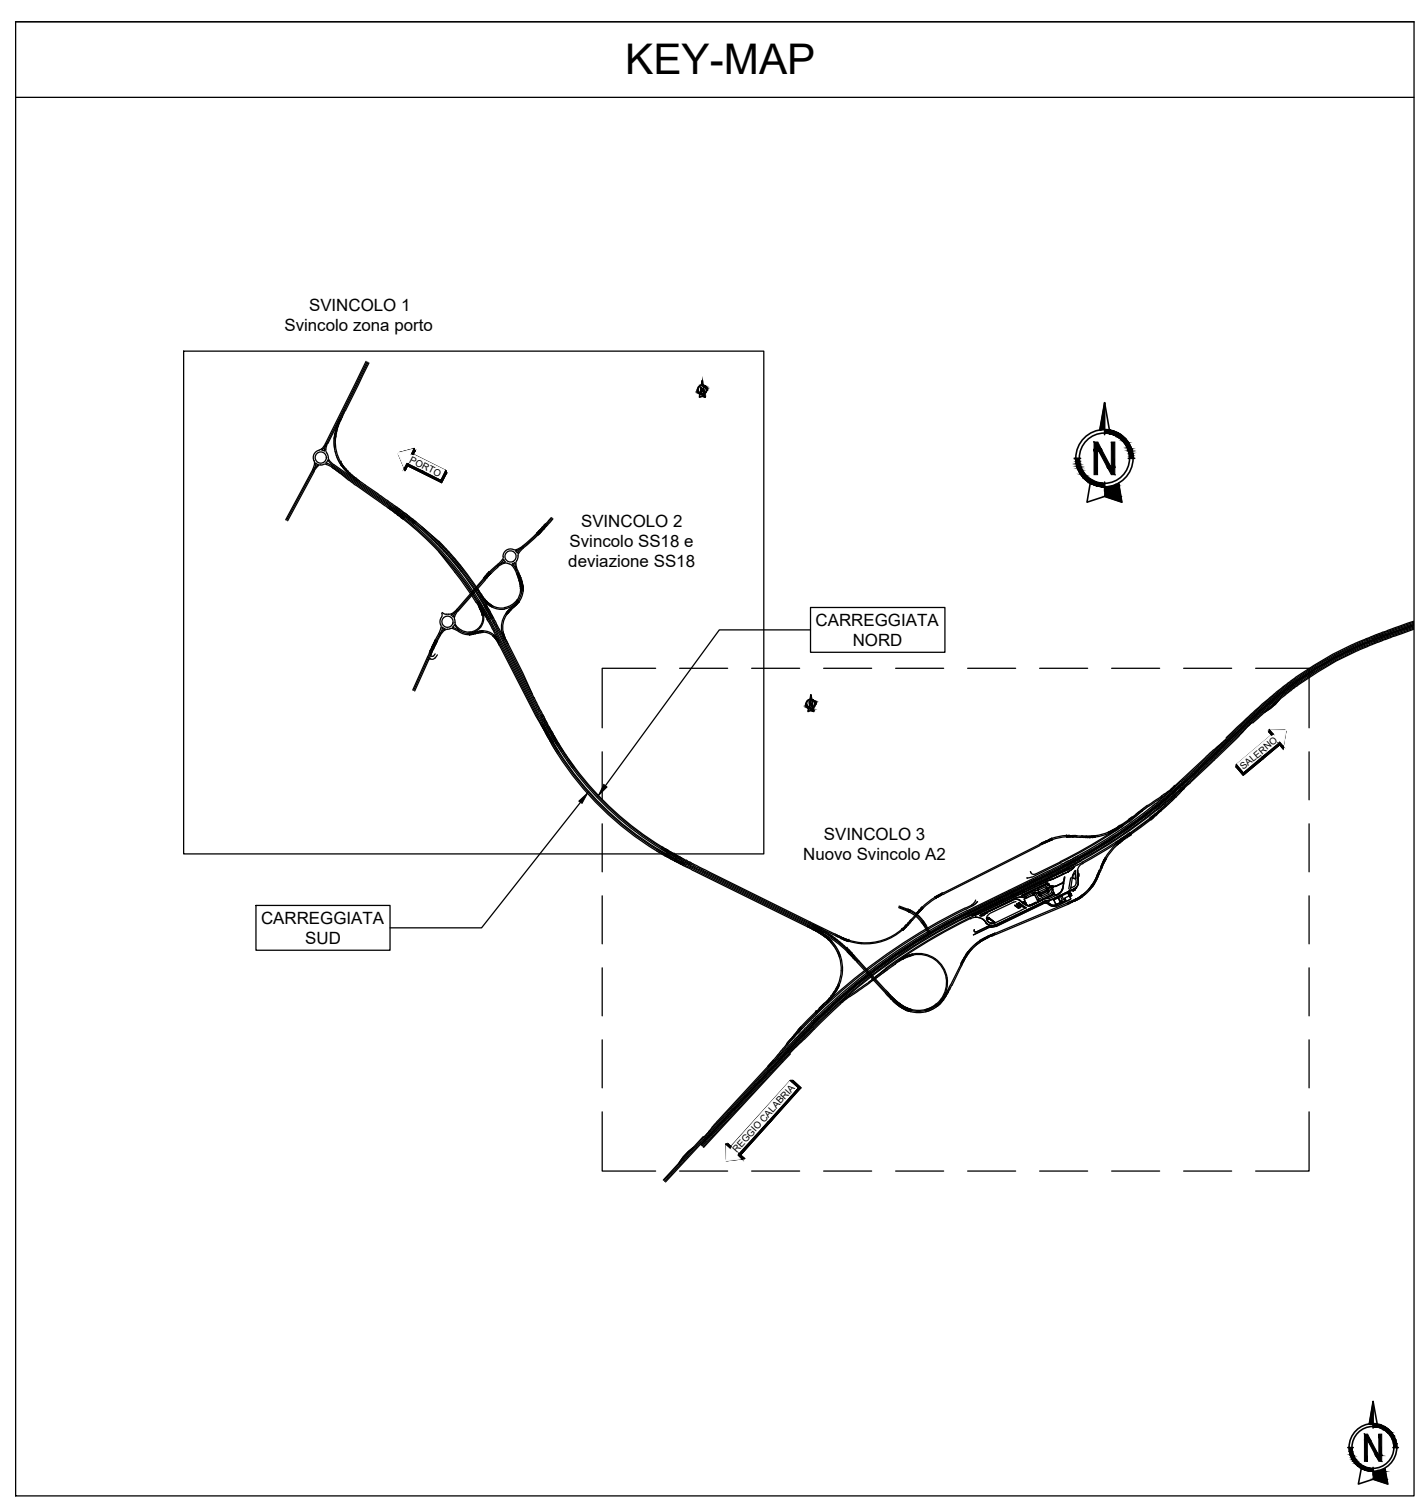 KEY-MAP
SVINCOLO 1
Svincolo zona porto
PORTO
N
SVINCOLO 2
Svincolo SS18 e
deviazione SS18
CARREGGIATA
NORD
SALERNO
SVINCOLO 3
Nuovo Svincolo A2
CARREGGIATA
SUD
REGGIO CALABRIA
N